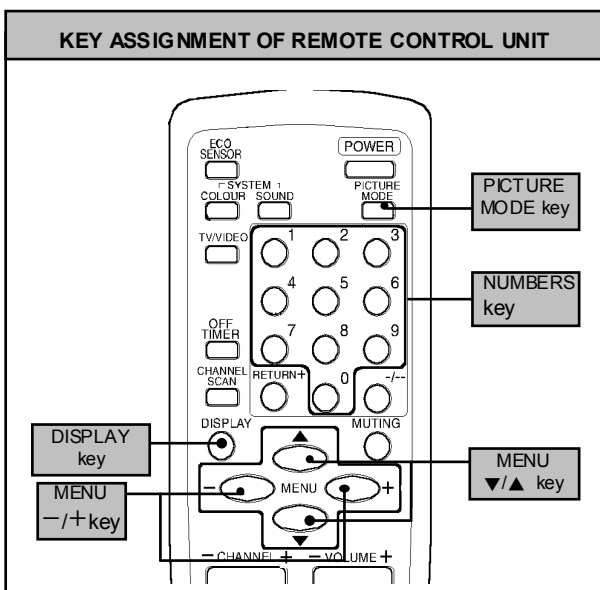 KEY ASSIGNMENT OF REMOTE CONTROL UNIT
ECO
SENSOR
POWER
SYSTEM
COLOUR SOUND
PICTURE
MODE
PICTURE
MODE key
TV/VIDEO
1 2 3
4 5 6
NUMBERS
key
OFF
TIMER
7 8 9
CHANNEL
SCAN
RETURN+
0
-/--
DISPLAY
MUTING
DISPLAY
key
▲
MENU
▼/▲ key
MENU
−/+ key
− MENU +
▼
− CHANNEL + − VOLUME +